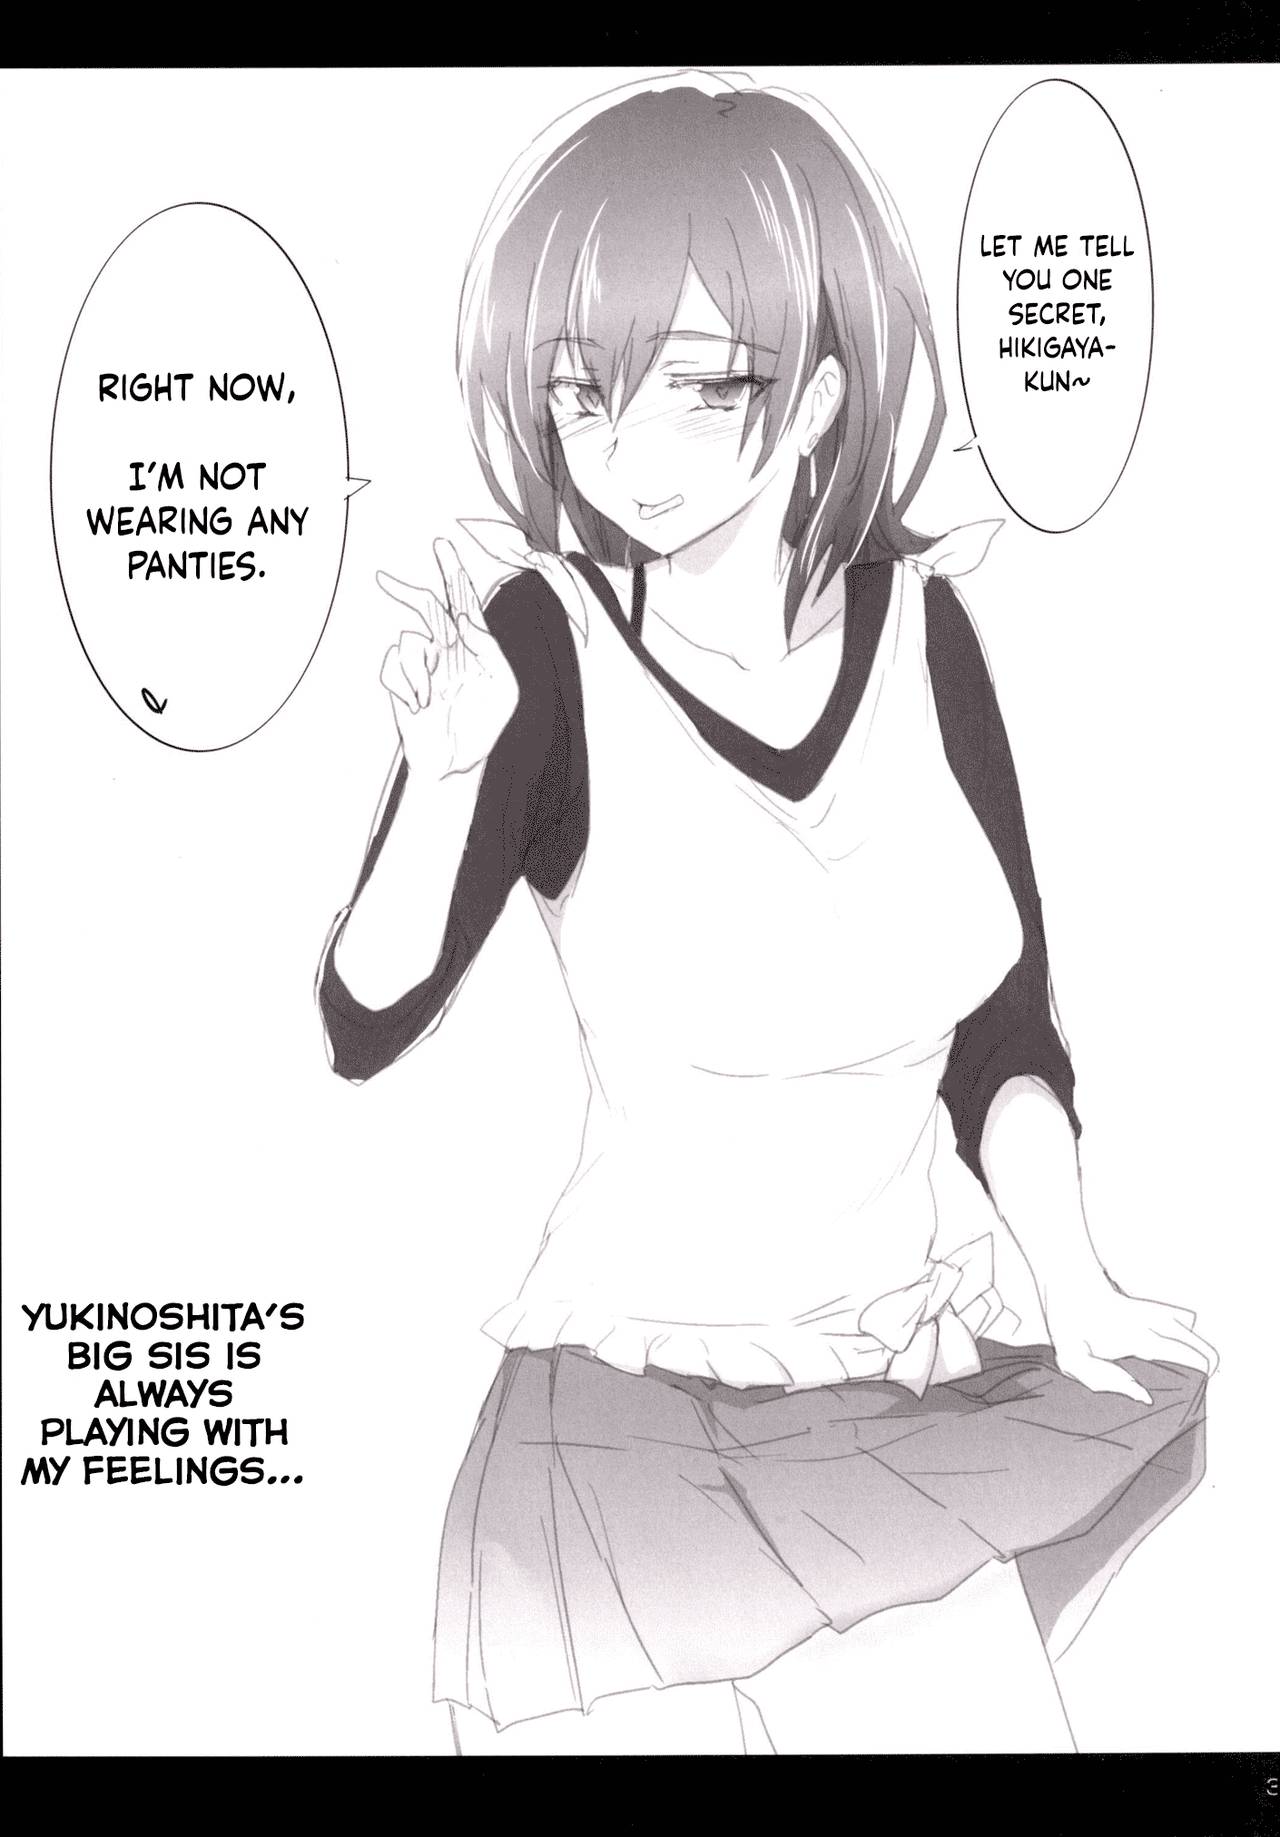 LET ME TELL
YOU ONE
SECRET,
HIKIGAYA-
KUN~
RIGHT NOW,
I'M NOT
WEARING ANY
PANTIES.
YUKINOSHITA'S
BIG SIS IS
ALWAYS
PLAYING WITH
MY FEELINGS...